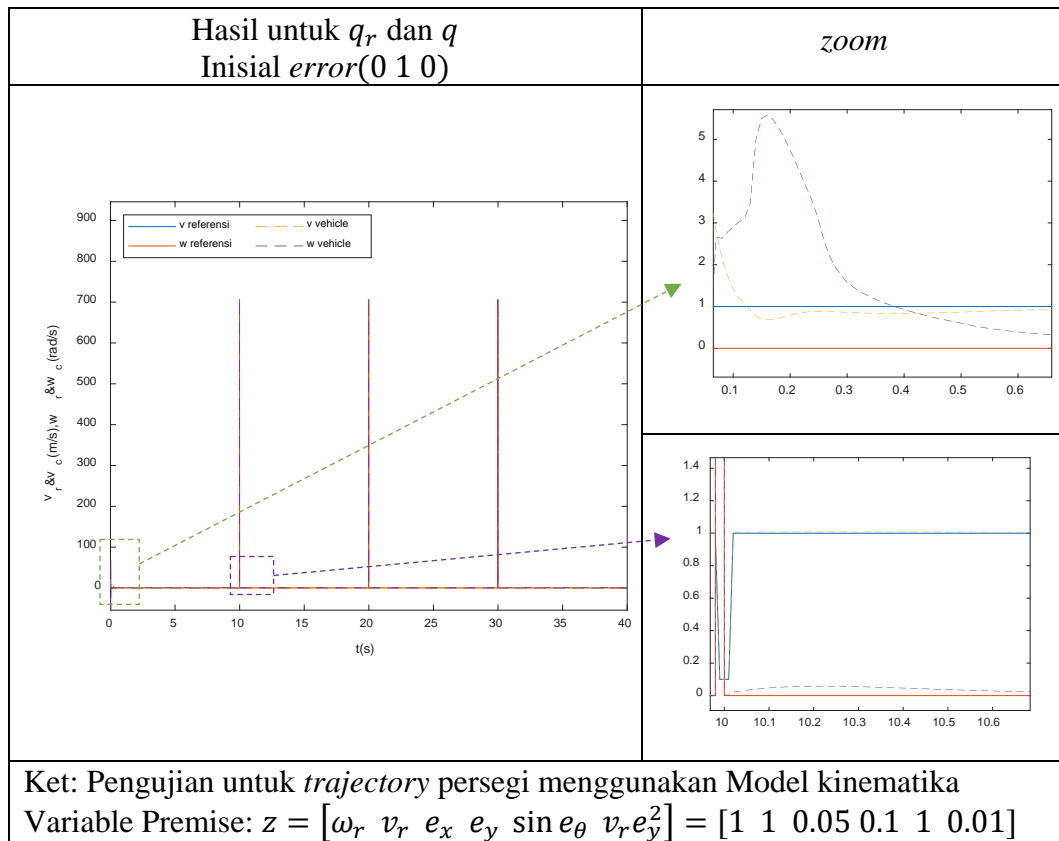 Hasil untuk q_r dan q
Inisial error(0 1 0)
zoom
900
800
700
600
500
400
300
200
100
0
v_r&v_c(m/s),w_r&w_c(rad/s)
v referensi
w referensi
v vehicle
w vehicle
0 5 10 15 20 25 30 35 40
t(s)
5
4
3
2
1
0
0.1 0.2 0.3 0.4 0.5 0.6
1.4
1.2
1
0.8
0.6
0.4
0.2
0
10 10.1 10.2 10.3 10.4 10.5 10.6
Ket: Pengujian untuk trajectory persegi menggunakan Model kinematika
Variable Premise: z = [ω_r v_r e_x e_y sin e_θ v_r e_y^2] = [1 1 0.05 0.1 1 0.01]